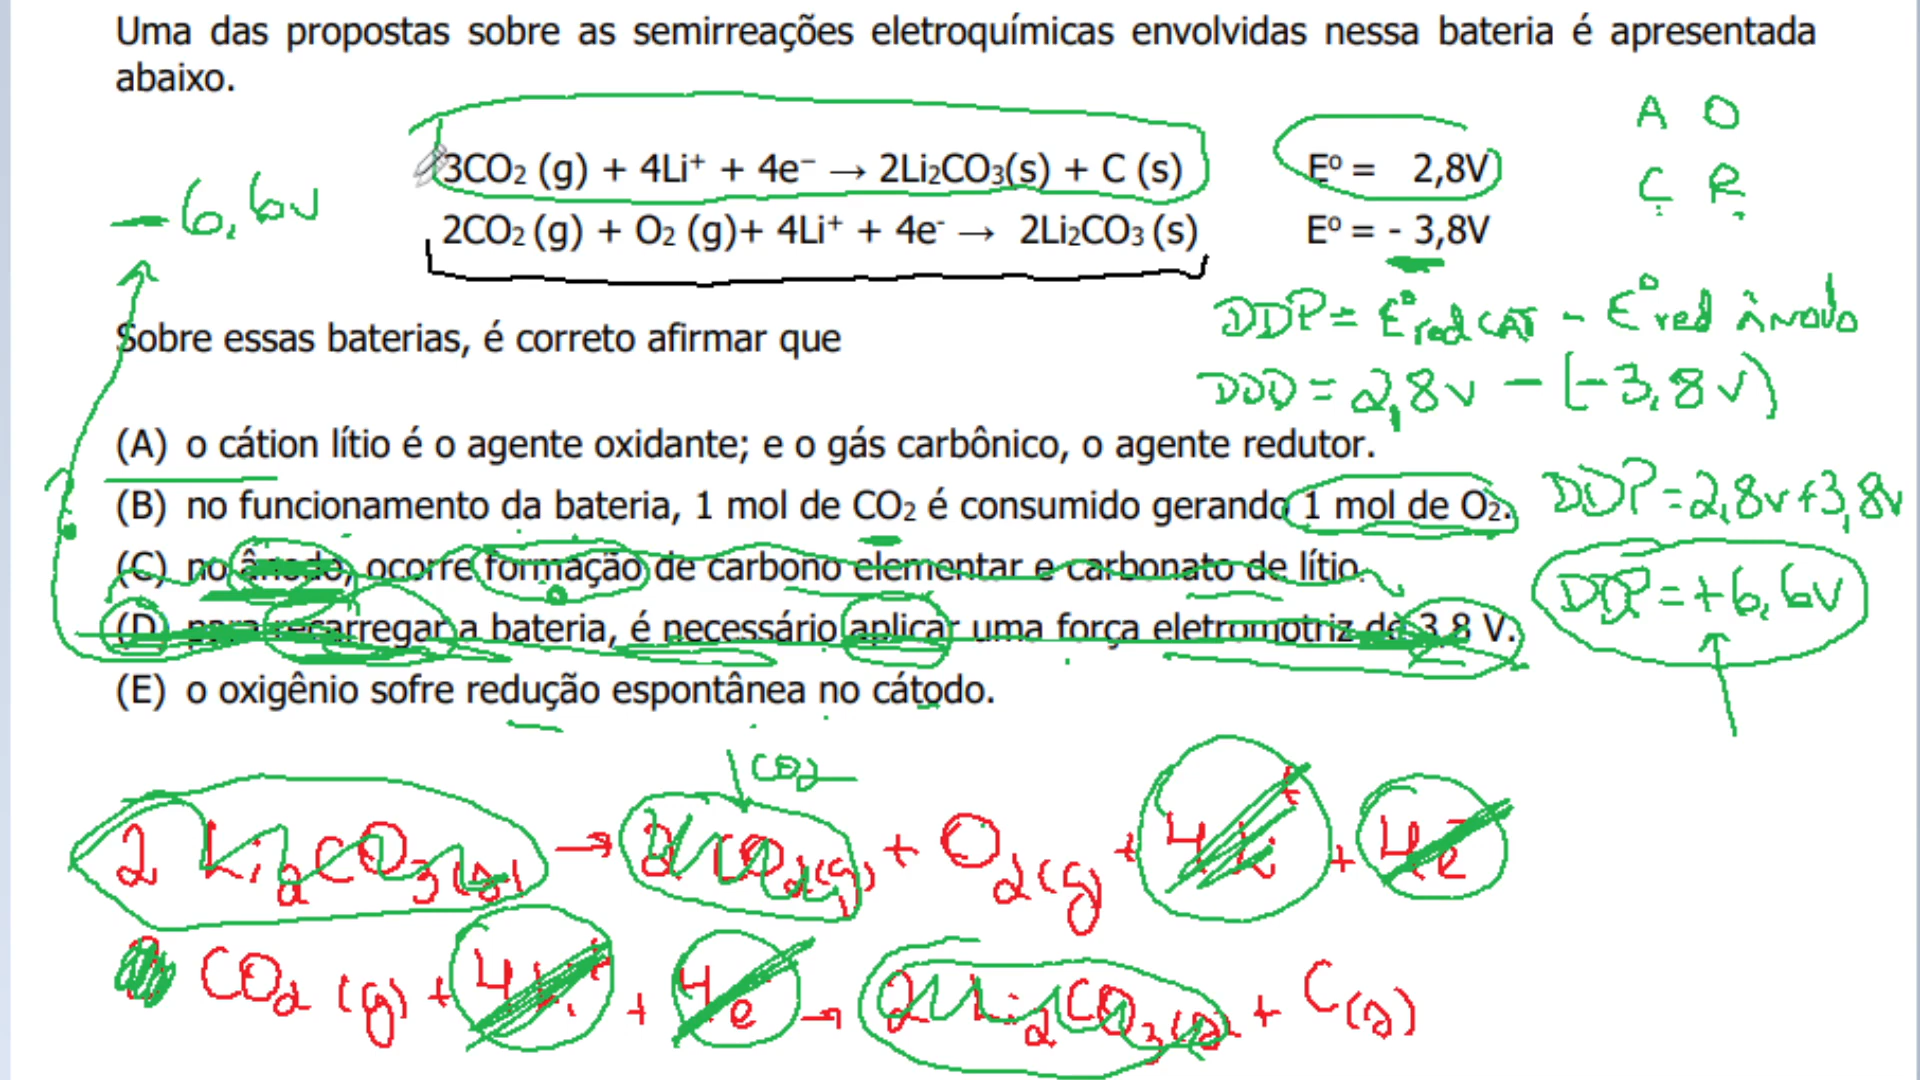 Uma das propostas sobre as semirreações eletroquímicas envolvidas nessa bateria é apresentada
abaixo.
A O
3CO₂ (g) + 4Li⁺ + 4e⁻ → 2Li₂CO₃(s) + C (s) Eº = 2,8V
C R
-6,6v
2CO₂ (g) + O₂ (g)+ 4Li⁺ + 4e⁻ → 2Li₂CO₃ (s) Eº = - 3,8V
DDP = E°red CAT - E°red ânodo
Sobre essas baterias, é correto afirmar que
DDD = 2,8v - (-3,8v)
(A) o cátion lítio é o agente oxidante; e o gás carbônico, o agente redutor.
(B) no funcionamento da bateria, 1 mol de CO₂ é consumido gerando 1 mol de O₂.
DDP = 2,8v + 3,8v
(C) no ânodo, ocorre formação de carbono elementar e carbonato de lítio.
DDP = +6,6v
(D) para recarregar a bateria, é necessário aplicar uma força eletromotriz de 3,8 V.
(E) o oxigênio sofre redução espontânea no cátodo.
CO₂
2 Li₂CO₃(s) → 3CO₂(g) + O₂(g) + 4Li⁺ + 4e⁻
CO₂ (g) + 4Li⁺ + 4e → 2Li₂CO₃(s) + C(s)